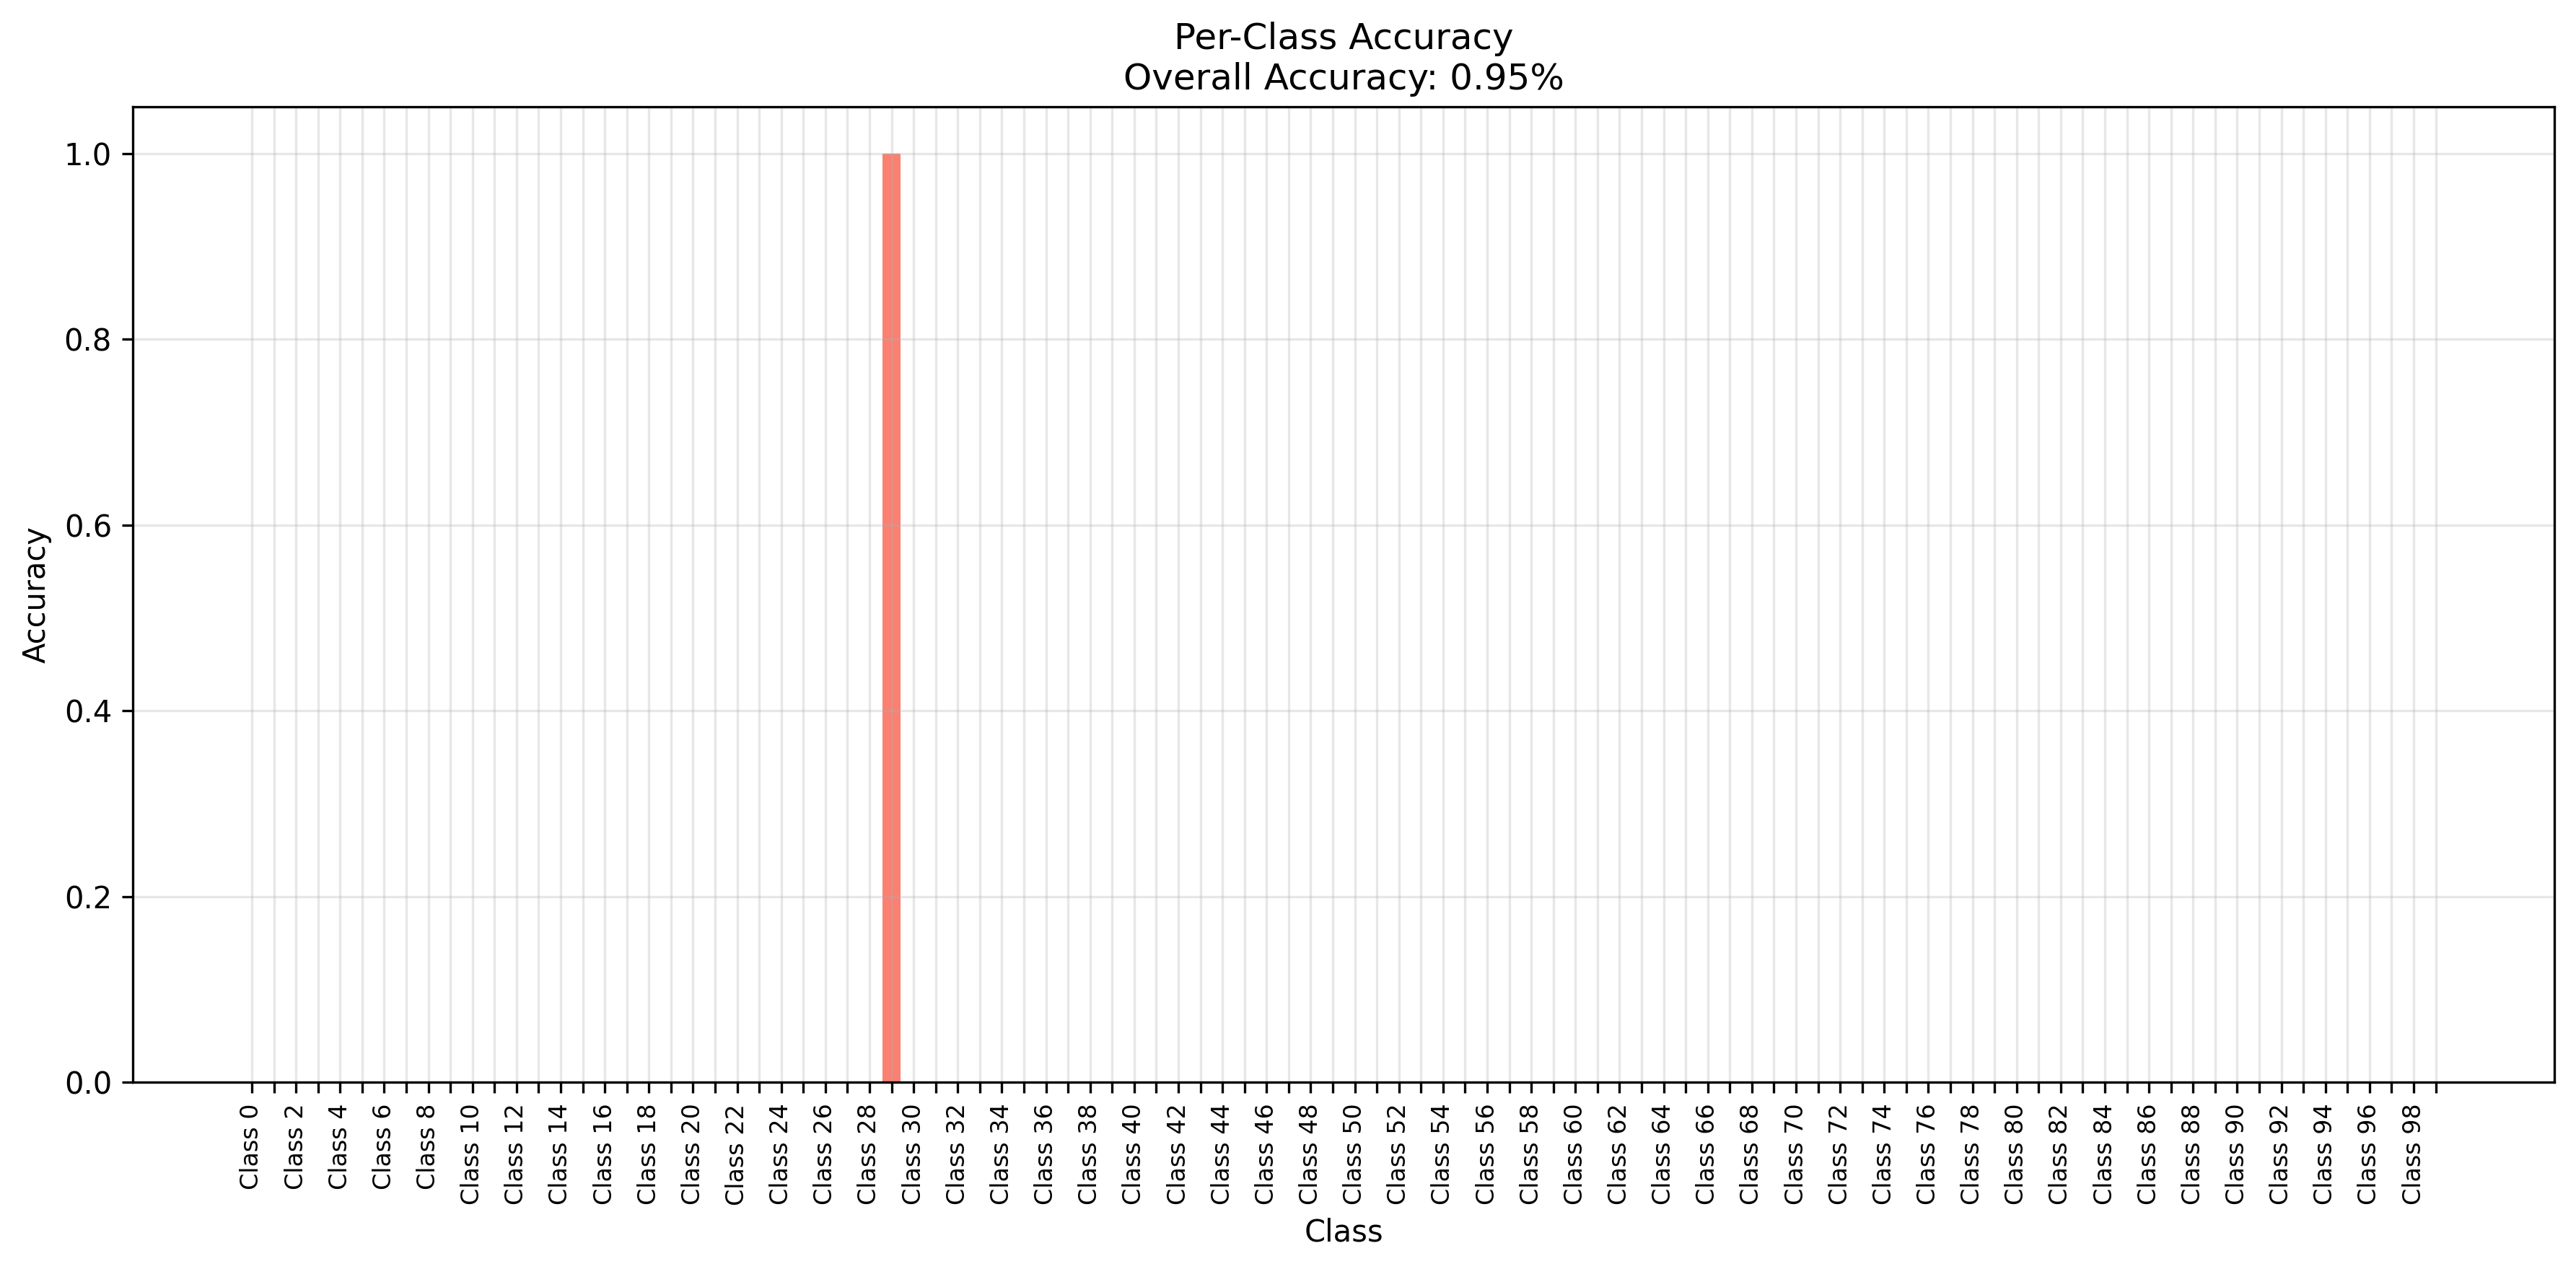 Per-Class Accuracy
Overall Accuracy: 0.95%
1.0
0.8
0.6
0.4
0.2
0.0
Accuracy
Class 0
Class 2
Class 4
Class 6
Class 8
Class 10
Class 12
Class 14
Class 16
Class 18
Class 20
Class 22
Class 24
Class 26
Class 28
Class 30
Class 32
Class 34
Class 36
Class 38
Class 40
Class 42
Class 44
Class 46
Class 48
Class 50
Class 52
Class 54
Class 56
Class 58
Class 60
Class 62
Class 64
Class 66
Class 68
Class 70
Class 72
Class 74
Class 76
Class 78
Class 80
Class 82
Class 84
Class 86
Class 88
Class 90
Class 92
Class 94
Class 96
Class 98
Class